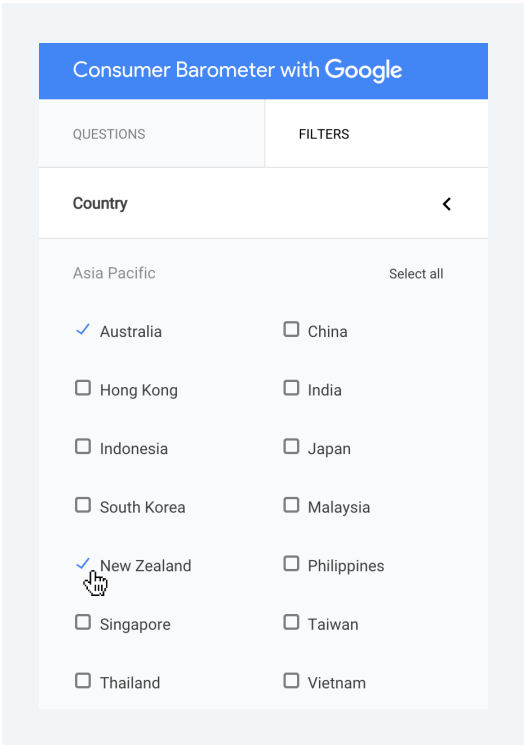 Consumer Barometer with Google
QUESTIONS FILTERS
Country
Asia Pacific Select all
Australia China
Hong Kong India
Indonesia Japan
South Korea Malaysia
New Zealand Philippines
Singapore Taiwan
Thailand Vietnam